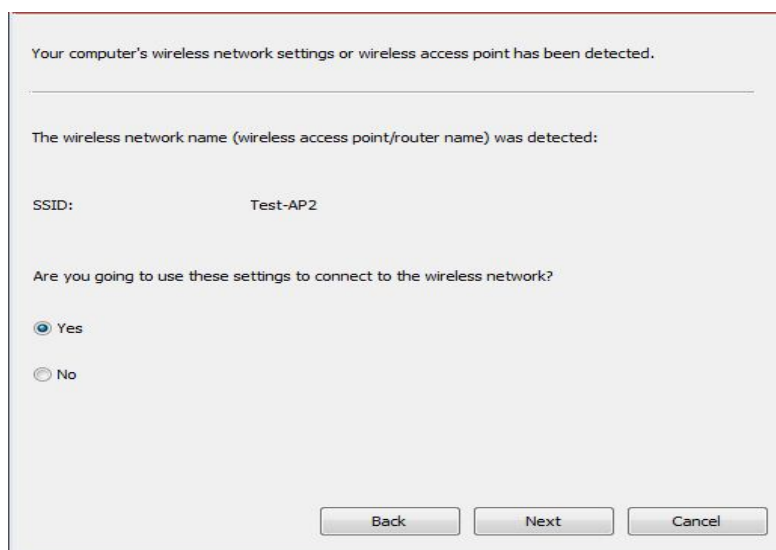 Your computer's wireless network settings or wireless access point has been detected.
The wireless network name (wireless access point/router name) was detected:
SSID: Test-AP2
Are you going to use these settings to connect to the wireless network?
Yes
No
Back Next Cancel